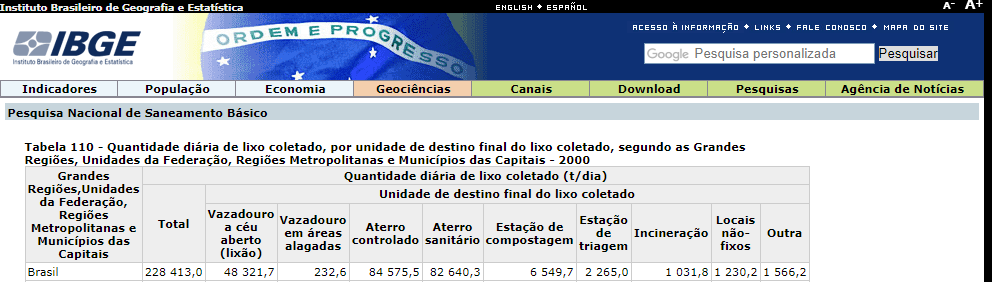 Instituto Brasileiro de Geografia e Estatística
ENGLISH ESPAÑOL
A- A+
ORDEM E PROGRESSO
ACESSO À INFORMAÇÃO LINKS FALE CONOSCO MAPA DO SITE
IBGE
Instituto Brasileiro de Geografia e Estatística
Google Pesquisa personalizada Pesquisar
Indicadores População Economia Geociências Canais Download Pesquisas Agência de Notícias
Pesquisa Nacional de Saneamento Básico
Tabela 110 - Quantidade diária de lixo coletado, por unidade de destino final do lixo coletado, segundo as Grandes
Regiões, Unidades da Federação, Regiões Metropolitanas e Municípios das Capitais - 2000
Grandes
Regiões,Unidades
da Federação,
Regiões
Metropolitanas e
Municípios das
Capitais
Quantidade diária de lixo coletado (t/dia)
Total
Unidade de destino final do lixo coletado
Vazadouro
a céu
aberto
(lixão)
Vazadouro
em áreas
alagadas
Aterro
controlado
Aterro
sanitário
Estação de
compostagem
Estação
de
triagem
Incineração
Locais
não-
fixos
Outra
Brasil 228 413,0 48 321,7 232,6 84 575,5 82 640,3 6 549,7 2 265,0 1 031,8 1 230,2 1 566,2